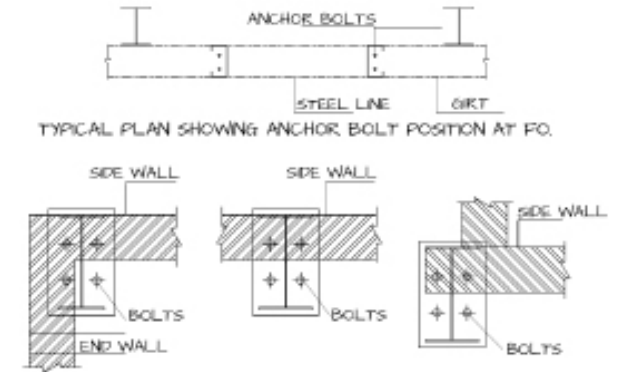 ANCHOR BOLTS
STEEL LINE
GIRT
TYPICAL PLAN SHOWING ANCHOR BOLT POSITION AT FO.
SIDE WALL
SIDE WALL
SIDE WALL
BOLTS
BOLTS
END WALL
BOLTS